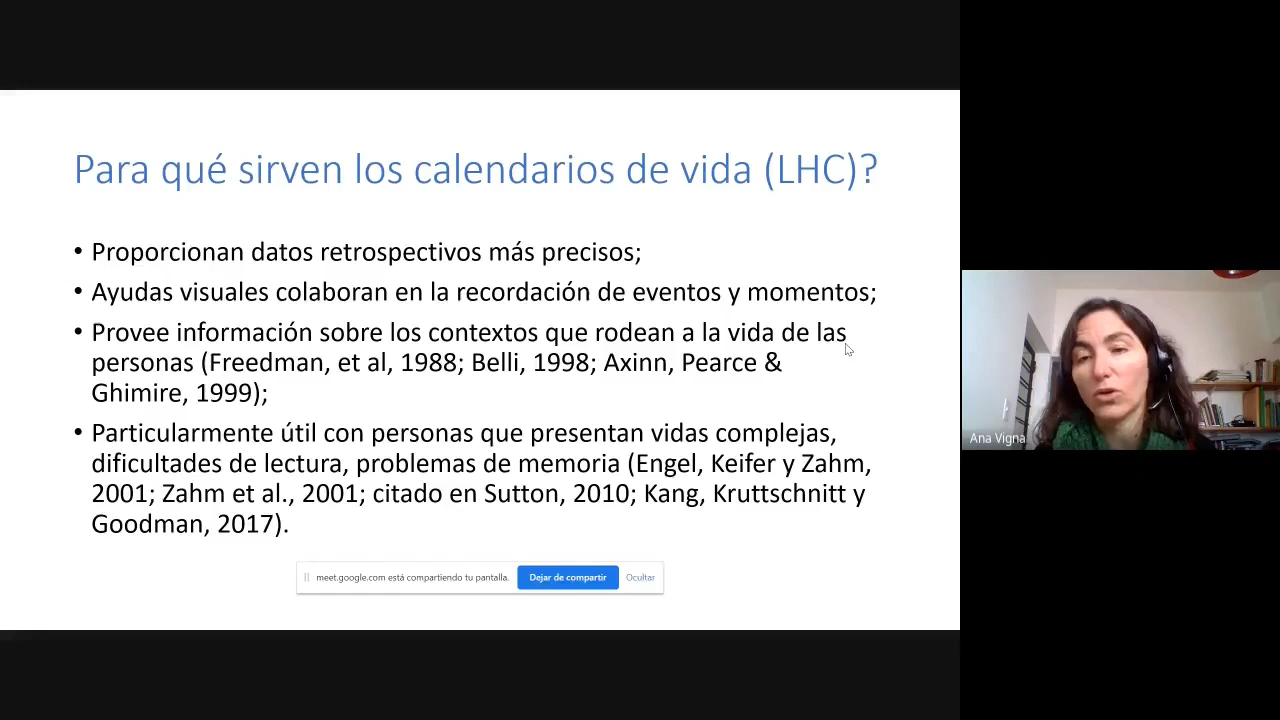 Para qué sirven los calendarios de vida (LHC)?
• Proporcionan datos retrospectivos más precisos;
• Ayudas visuales colaboran en la recordación de eventos y momentos;
• Provee información sobre los contextos que rodean a la vida de las
personas (Freedman, et al, 1988; Belli, 1998; Axinn, Pearce &
Ghimire, 1999);
• Particularmente útil con personas que presentan vidas complejas,
dificultades de lectura, problemas de memoria (Engel, Keifer y Zahm,
2001; Zahm et al., 2001; citado en Sutton, 2010; Kang, Kruttschnitt y
Goodman, 2017).
meet.google.com está compartiendo tu pantalla. Dejar de compartir Ocultar
Ana Vigna